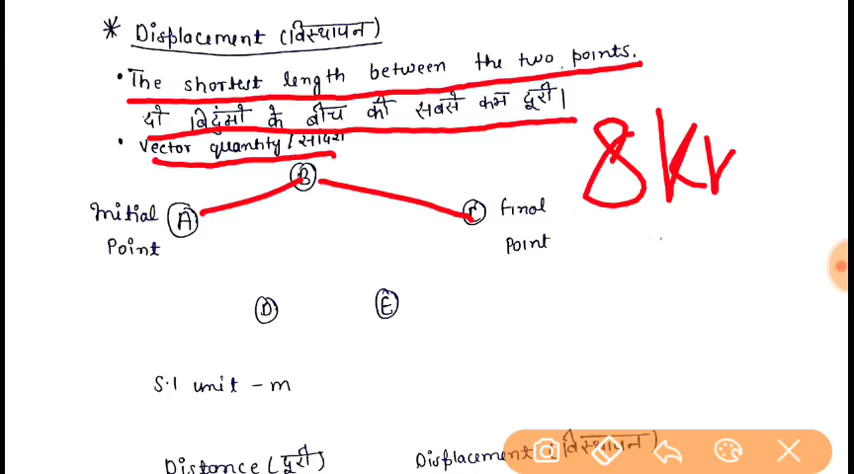 * Displacement (विस्थापन)
• The shortest length between the two points.
दो बिदुंओ के बीच की सबसे कम दूरी।
• Vector quantity / सदिश
B
Initial A C final
Point Point
D E
8 K
S.I unit - m
Distance (दूरी) Displacement (विस्थापन)